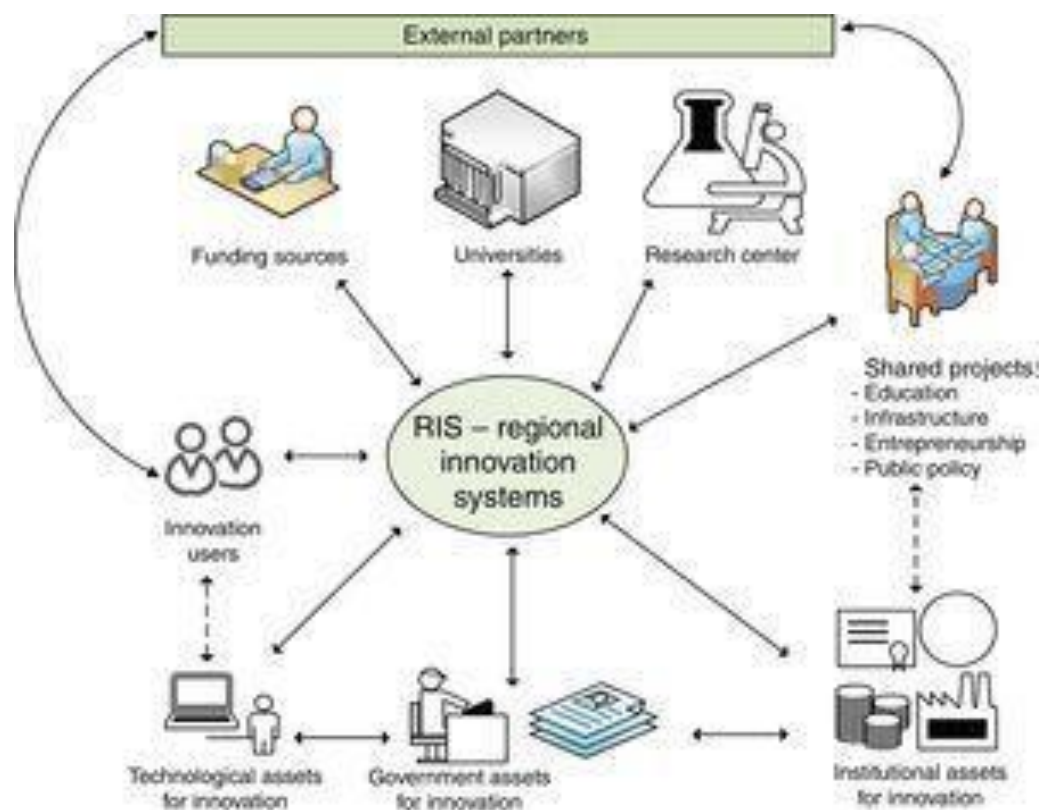 External partners
Funding sources
Universities
Research center
Shared projects:
- Education
- Infrastructure
- Entrepreneurship
- Public policy
RIS – regional
innovation
systems
Innovation
users
Technological assets
for innovation
Government assets
for innovation
Institutional assets
for innovation